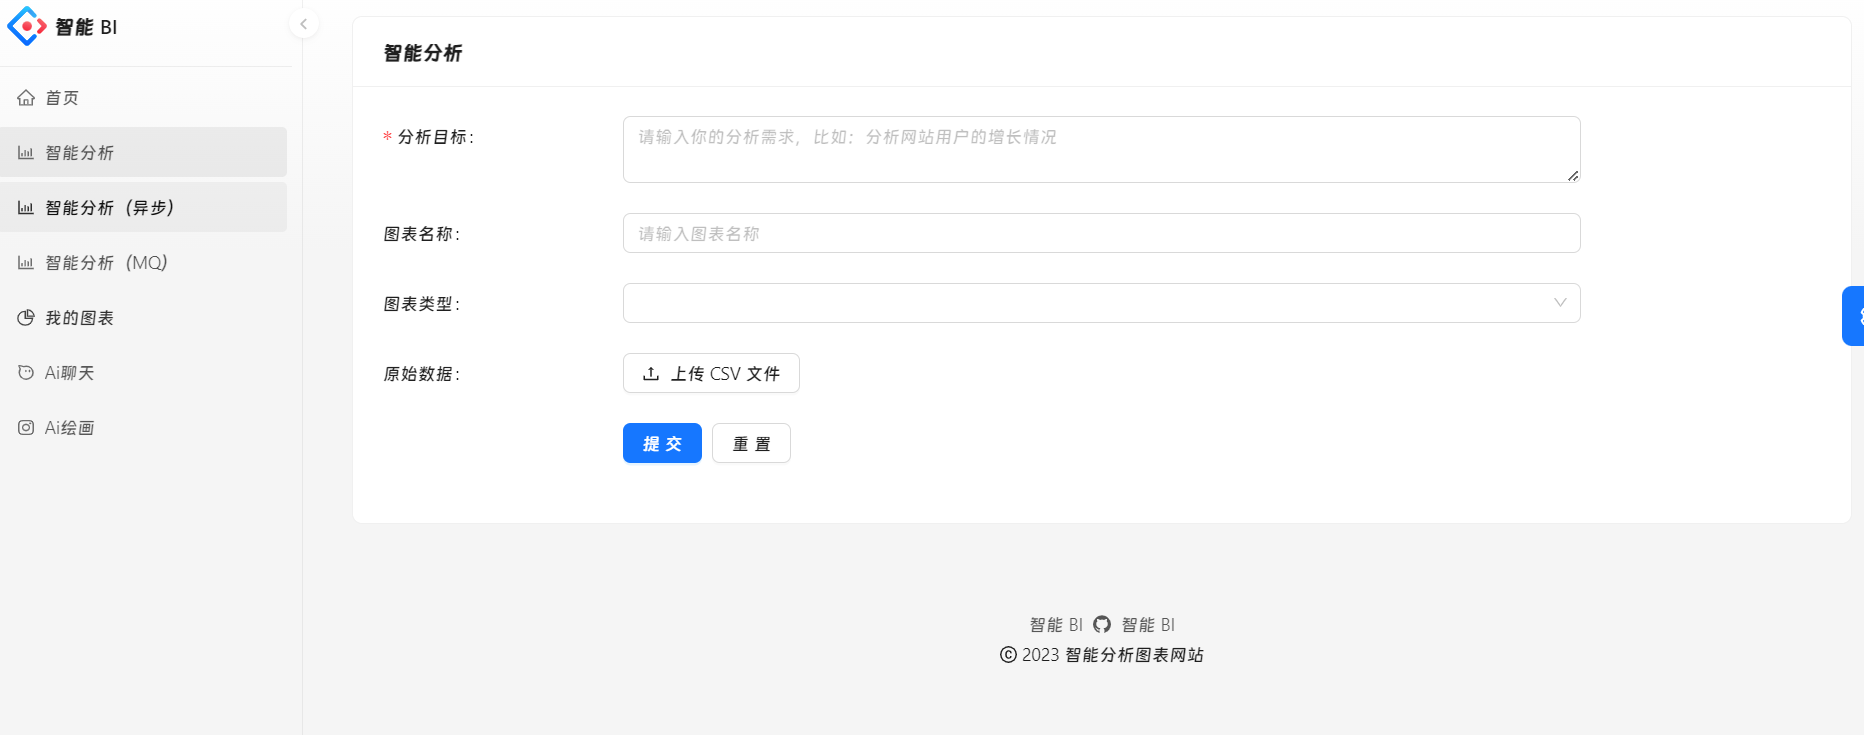 智能 BI
首页
智能分析
智能分析（异步）
智能分析（MQ）
我的图表
Ai聊天
Ai绘画
智能分析
* 分析目标：
请输入你的分析需求，比如：分析网站用户的增长情况
图表名称：
请输入图表名称
图表类型：
原始数据：
上传 CSV 文件
提 交
重 置
智能 BI 智能 BI
© 2023 智能分析图表网站